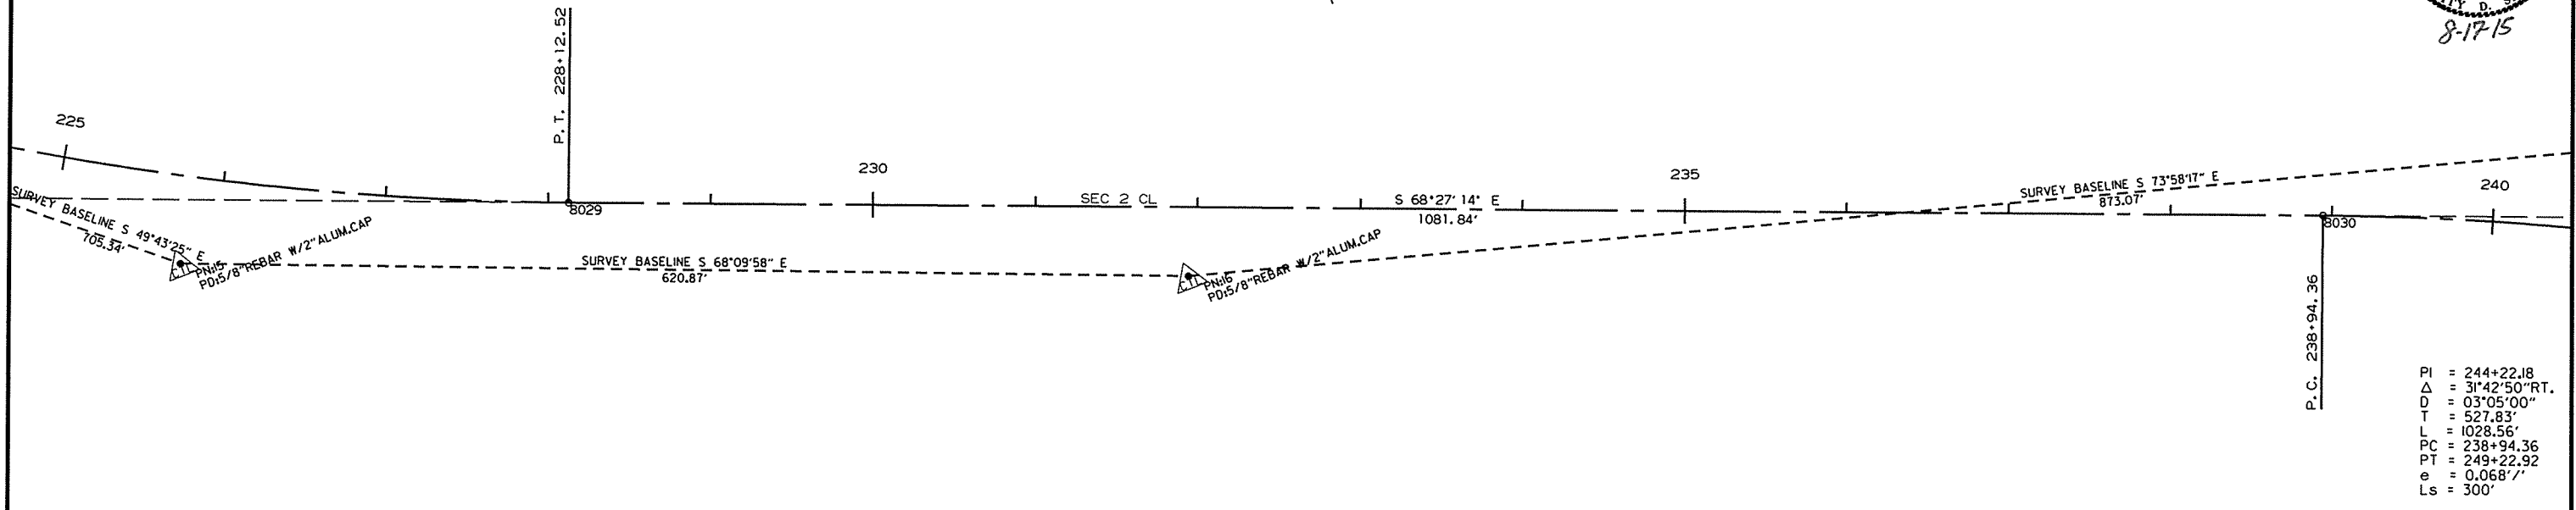 8-17-15
P.T. 228+12.52
225
230
235
240
8029
SEC 2 CL
S 68°27'14" E
1081.84'
SURVEY BASELINE S 73°58'17" E
873.07'
8030
SURVEY BASELINE S 49°43'25" E
705.34'
CTL
PN:15
PD:5/8"REBAR W/2"ALUM.CAP
SURVEY BASELINE S 68°09'58" E
620.87'
CTL
PN:16
PD:5/8"REBAR W/2"ALUM.CAP
P.C. 238+94.36
PI = 244+22.18
Δ = 31°42'50"RT.
D = 03°05'00"
T = 527.83'
L = 1028.56'
PC = 238+94.36
PT = 249+22.92
e = 0.068'/'
Ls = 300'